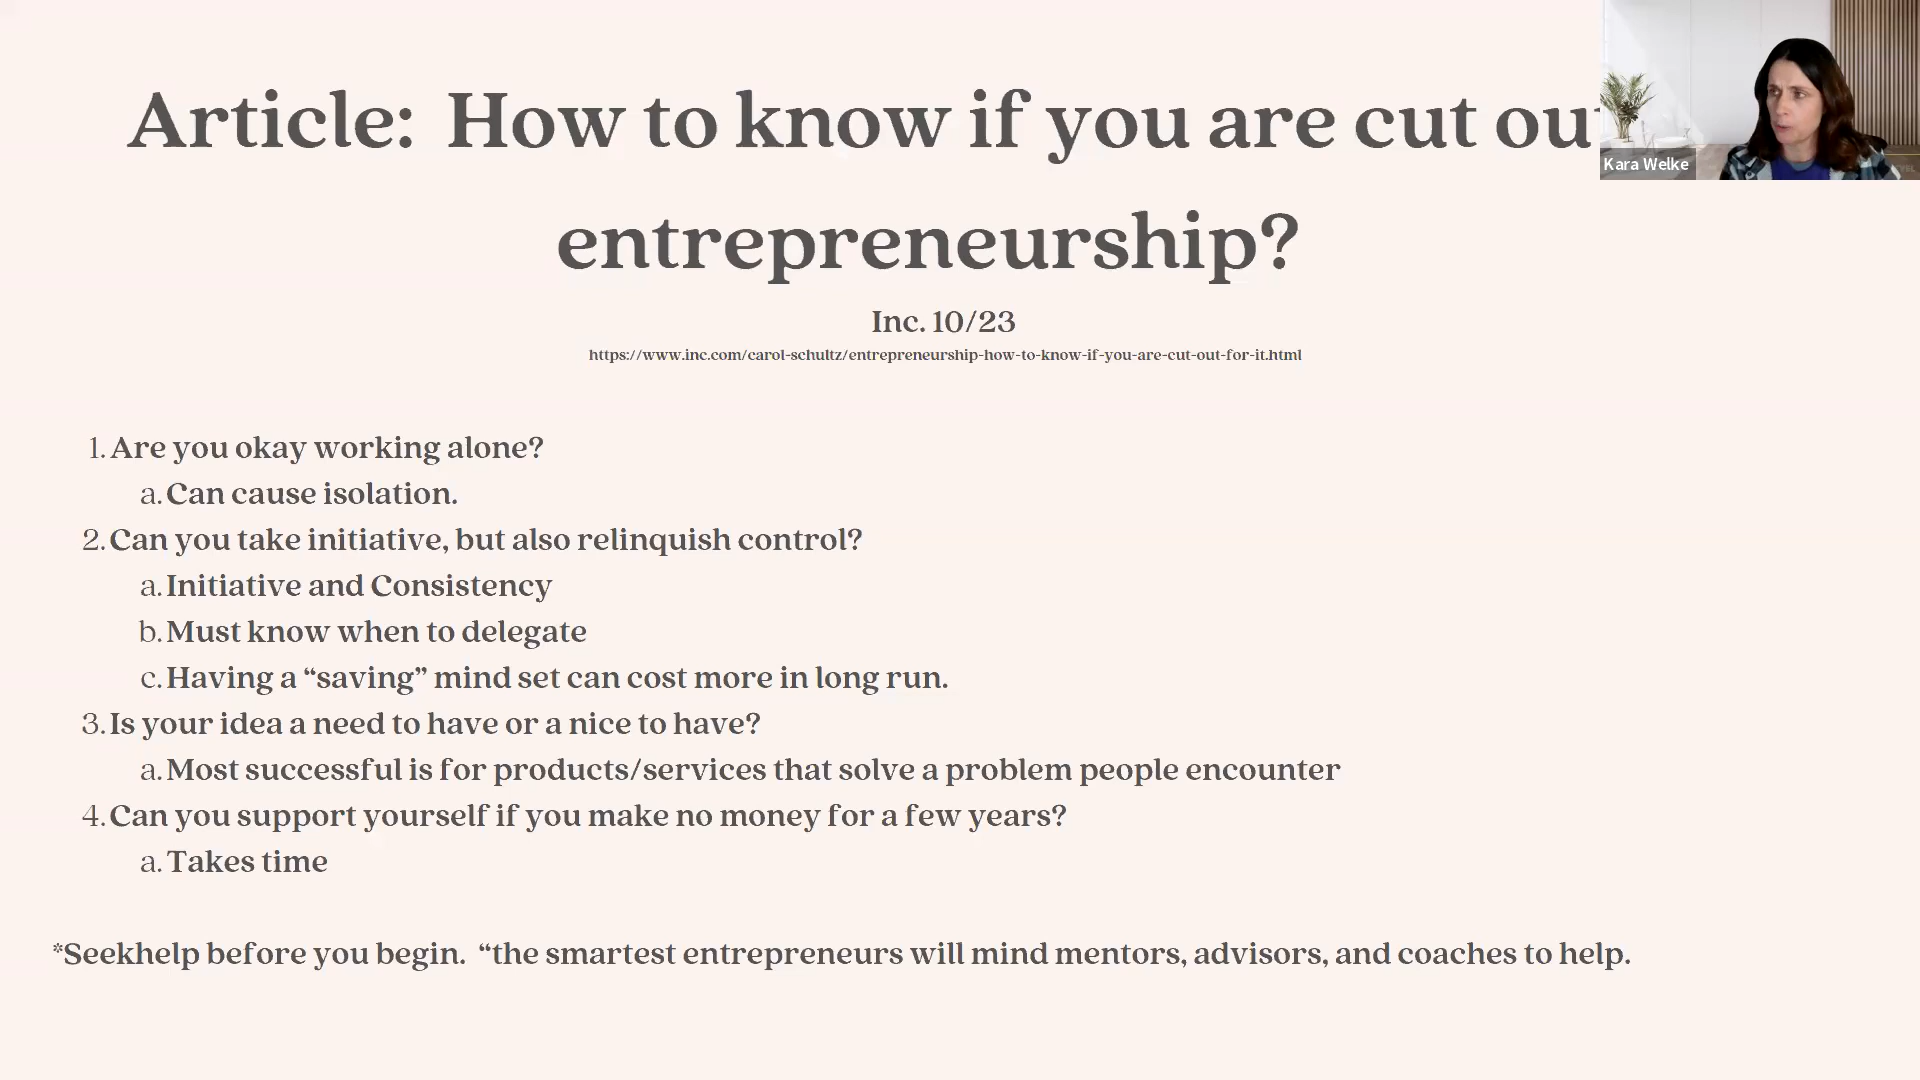 Article: How to know if you are cut ou
entrepreneurship?
Inc. 10/23
https://www.inc.com/carol-schultz/entrepreneurship-how-to-know-if-you-are-cut-out-for-it.html
1. Are you okay working alone?
a. Can cause isolation.
2. Can you take initiative, but also relinquish control?
a. Initiative and Consistency
b. Must know when to delegate
c. Having a “saving” mind set can cost more in long run.
3. Is your idea a need to have or a nice to have?
a. Most successful is for products/services that solve a problem people encounter
4. Can you support yourself if you make no money for a few years?
a. Takes time
*Seekhelp before you begin. “the smartest entrepreneurs will mind mentors, advisors, and coaches to help.
Kara Welke